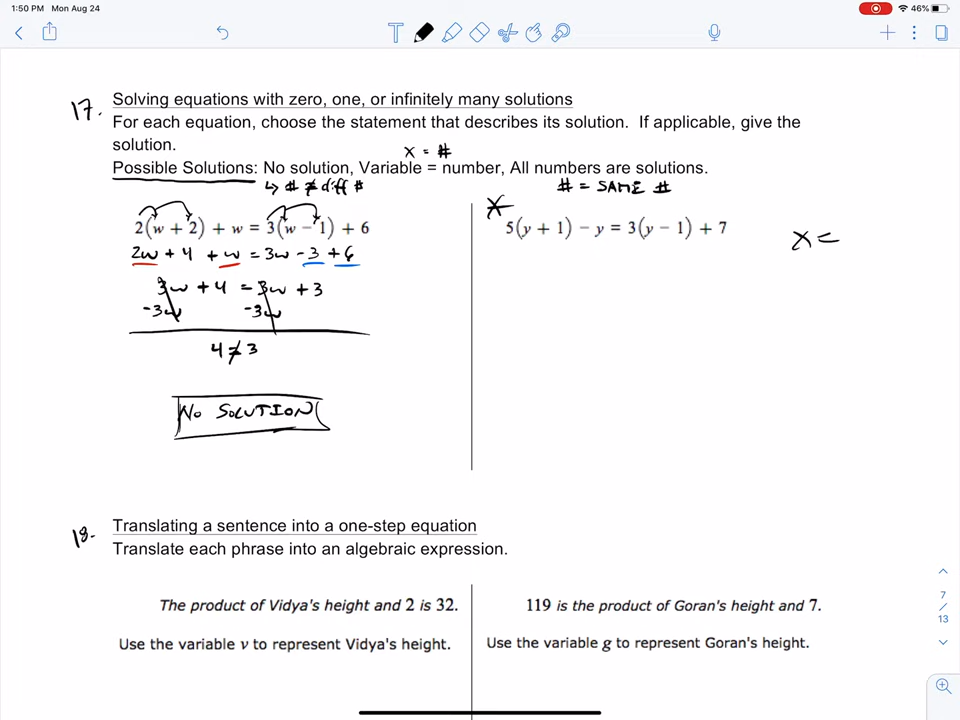 1:50 PM Mon Aug 24
46%
17.
Solving equations with zero, one, or infinitely many solutions
For each equation, choose the statement that describes its solution. If applicable, give the
solution.
x = #
Possible Solutions: No solution, Variable = number, All numbers are solutions.
↳ # ≠ diff #
# = SAME #
2(w + 2) + w = 3(w − 1) + 6
2w + 4 + w = 3w - 3 + 6
3w + 4 = 3w + 3
-3w -3w
4 ≠ 3
No SOLUTION
5(y + 1) − y = 3(y − 1) + 7
x =
18.
Translating a sentence into a one-step equation
Translate each phrase into an algebraic expression.
The product of Vidya's height and 2 is 32.
Use the variable v to represent Vidya's height.
119 is the product of Goran's height and 7.
Use the variable g to represent Goran's height.
7
/
13